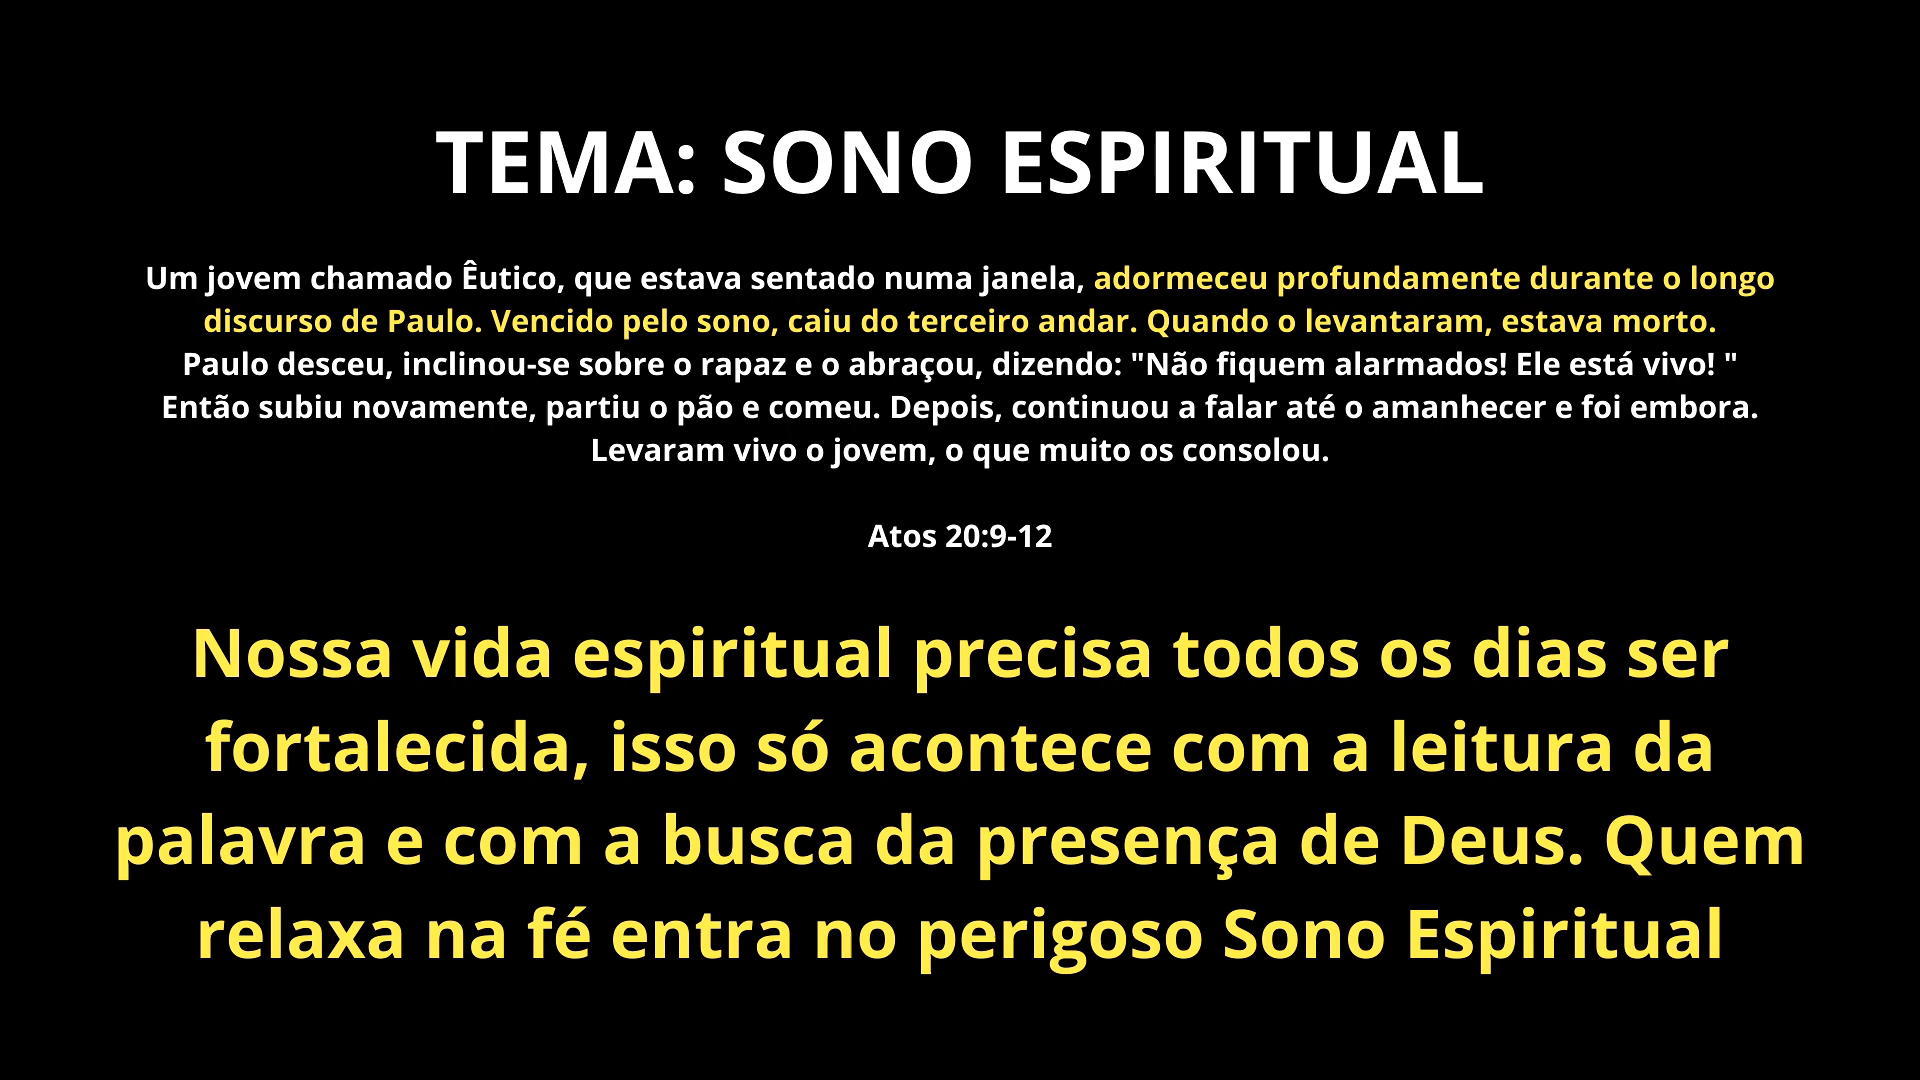 TEMA: SONO ESPIRITUAL
Um jovem chamado Êutico, que estava sentado numa janela, adormeceu profundamente durante o longo
discurso de Paulo. Vencido pelo sono, caiu do terceiro andar. Quando o levantaram, estava morto.
Paulo desceu, inclinou-se sobre o rapaz e o abraçou, dizendo: "Não fiquem alarmados! Ele está vivo! "
Então subiu novamente, partiu o pão e comeu. Depois, continuou a falar até o amanhecer e foi embora.
Levaram vivo o jovem, o que muito os consolou.
Atos 20:9-12
Nossa vida espiritual precisa todos os dias ser
fortalecida, isso só acontece com a leitura da
palavra e com a busca da presença de Deus. Quem
relaxa na fé entra no perigoso Sono Espiritual